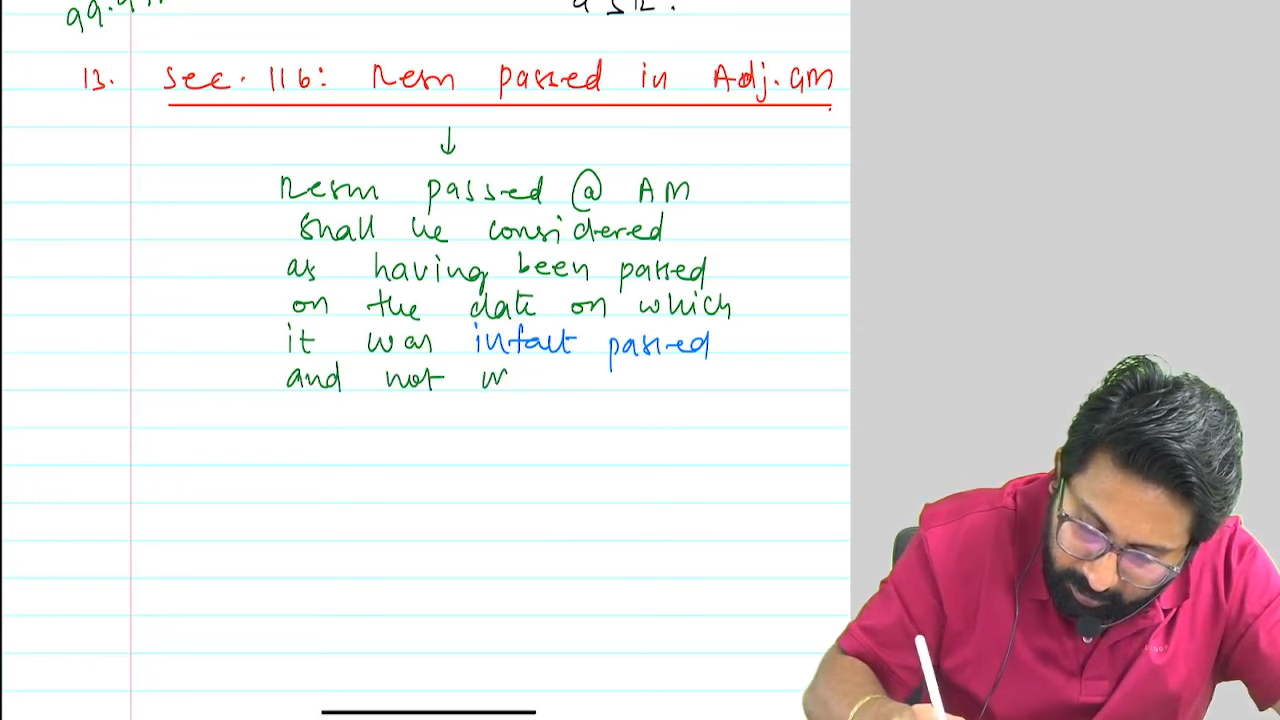 13. Sec. 116: Resn passed in Adj. GM
↓
Resn passed @ AM
shall be considered
as having been passed
on the date on which
it was infact passed
and not